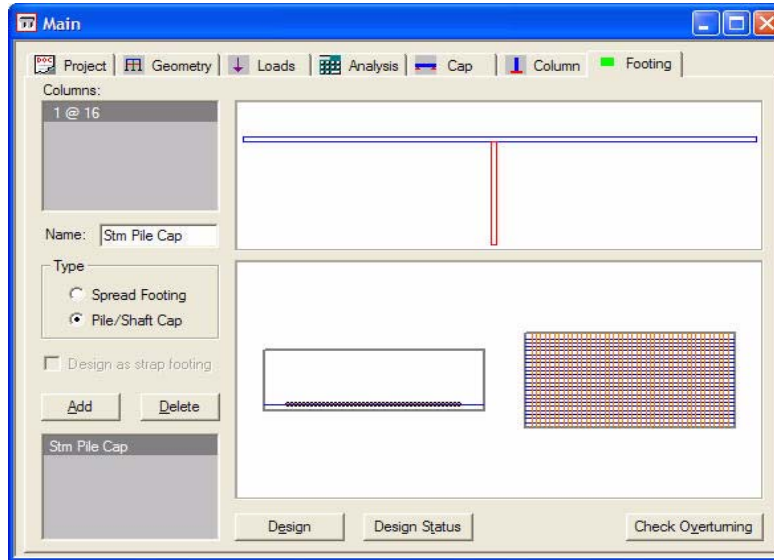 Main
DOC Project Geometry Loads Analysis Cap Column Footing
Columns:
1 @ 16
Name: Stm Pile Cap
Type
Spread Footing
Pile/Shaft Cap
Design as strap footing
Add Delete
Stm Pile Cap
Design Design Status Check Overturning